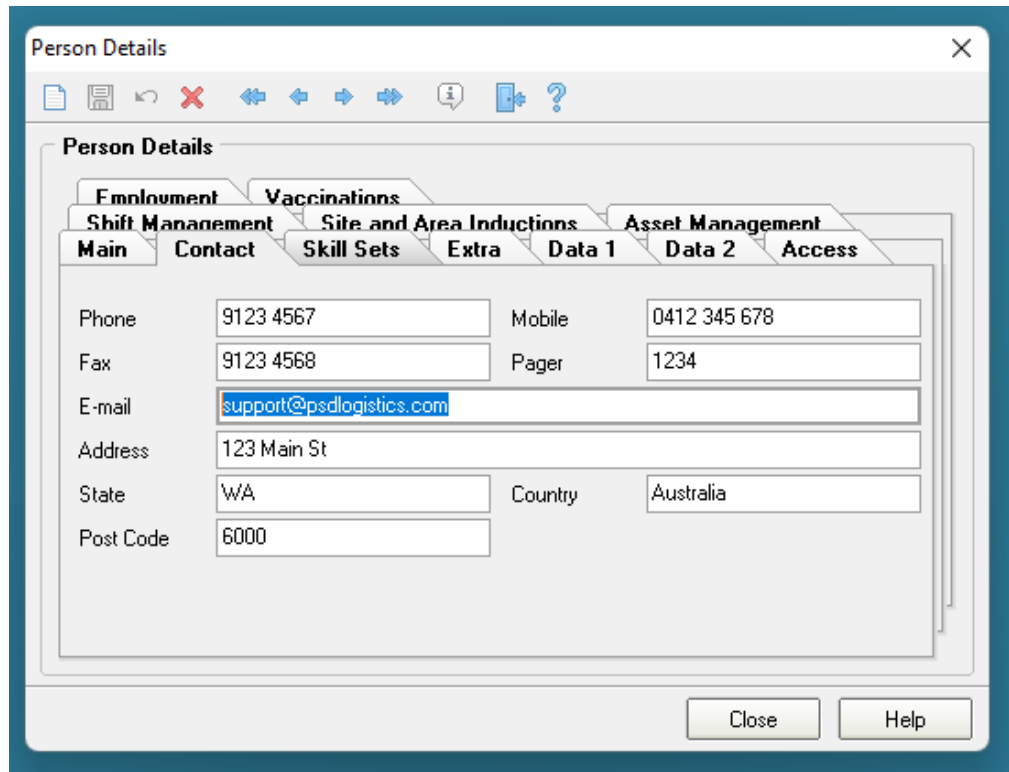 Person Details
Person Details
Employment Vaccinations
Shift Management Site and Area Inductions Asset Management
Main Contact Skill Sets Extra Data 1 Data 2 Access
Phone 9123 4567 Mobile 0412 345 678
Fax 9123 4568 Pager 1234
E-mail support@psdlogistics.com
Address 123 Main St
State WA Country Australia
Post Code 6000
Close Help